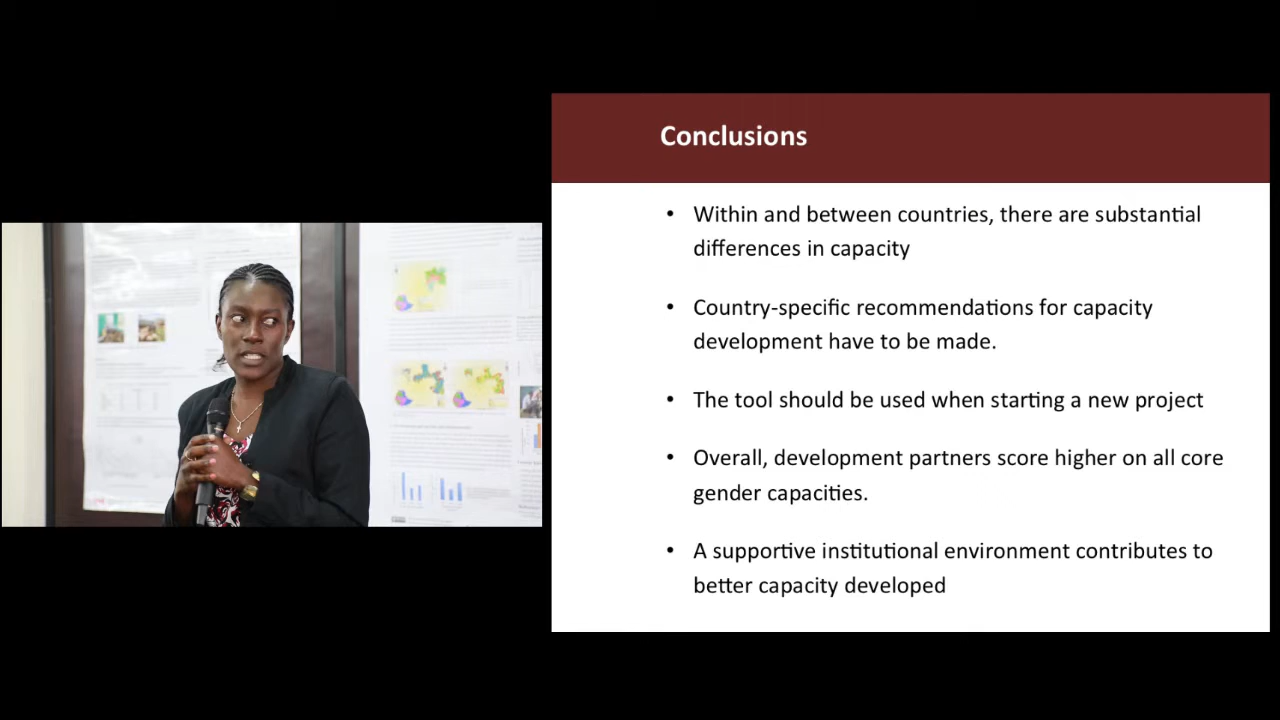 Conclusions
• Within and between countries, there are substantial
differences in capacity
• Country-specific recommendations for capacity
development have to be made.
• The tool should be used when starting a new project
• Overall, development partners score higher on all core
gender capacities.
• A supportive institutional environment contributes to
better capacity developed